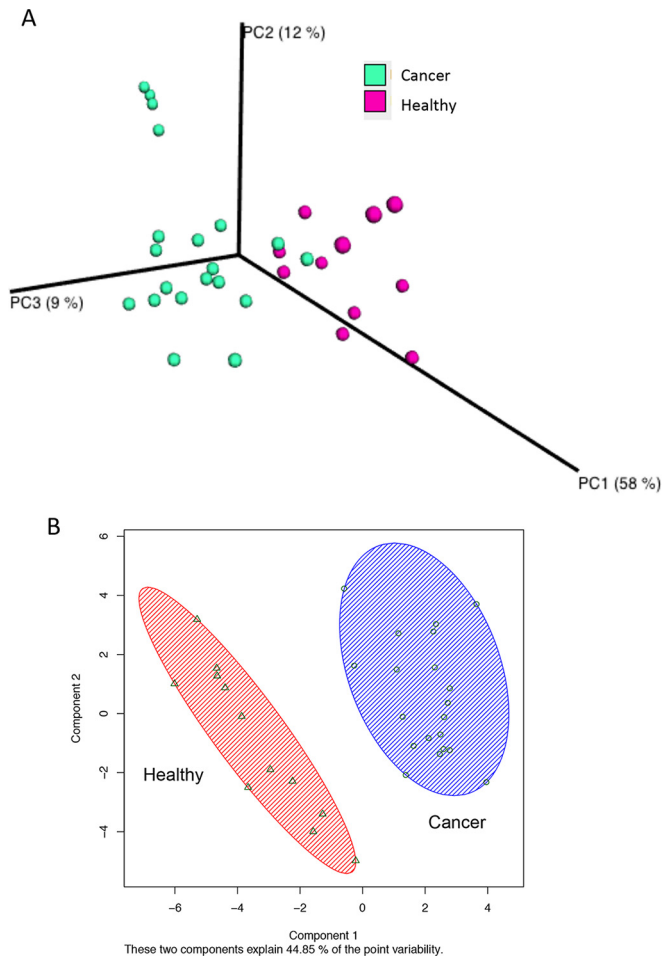 A
PC2 (12 %)
Cancer
Healthy
PC3 (9 %)
PC1 (58 %)
B
6
4
2
0
−2
−4
Component 2
Healthy
Cancer
−6 −4 −2 0 2 4
Component 1
These two components explain 44.85 % of the point variability.